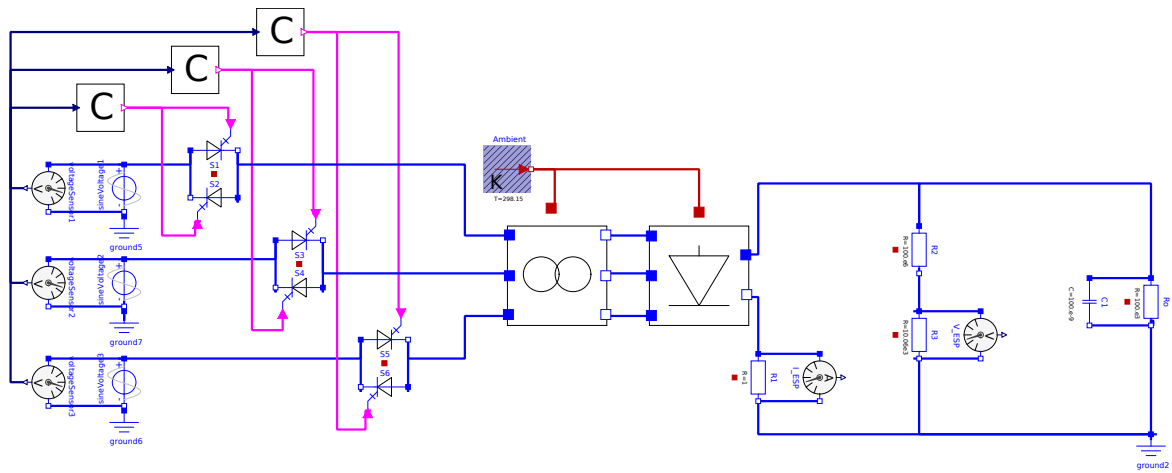 C
C
C
Ambient
K
T=298.15
S1
S2
S3
S4
S5
S6
V
voltageSensor1
sineVoltage1
+
-
ground5
V
voltageSensor2
sineVoltage2
+
-
ground7
V
voltageSensor3
sineVoltage3
+
-
ground6
R=100.e6
R2
R=10.06e3
R3
V_ESP
V
R=1
R1
I_ESP
A
C=100.e-9
C1
R=100.e3
Ro
ground2